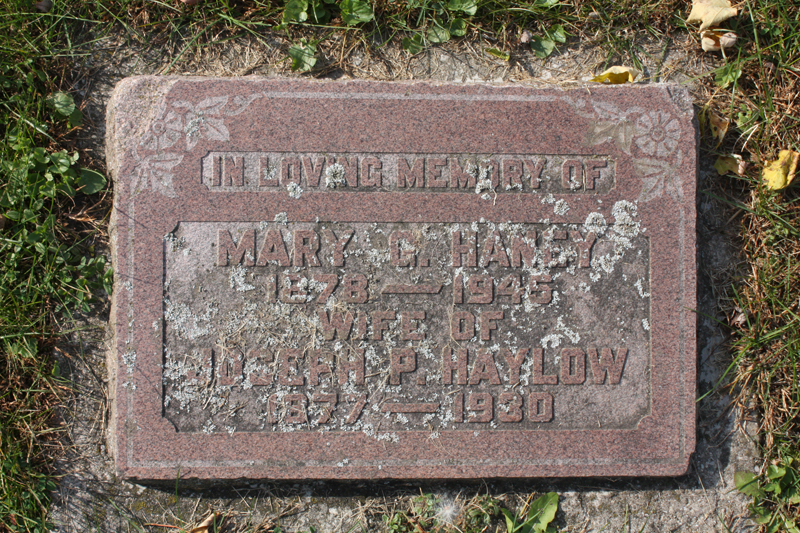 IN LOVING MEMORY OF
MARY C. HANEY
1878 — 1945
WIFE OF
JOSEPH P. HAYLOW
1877 — 1930